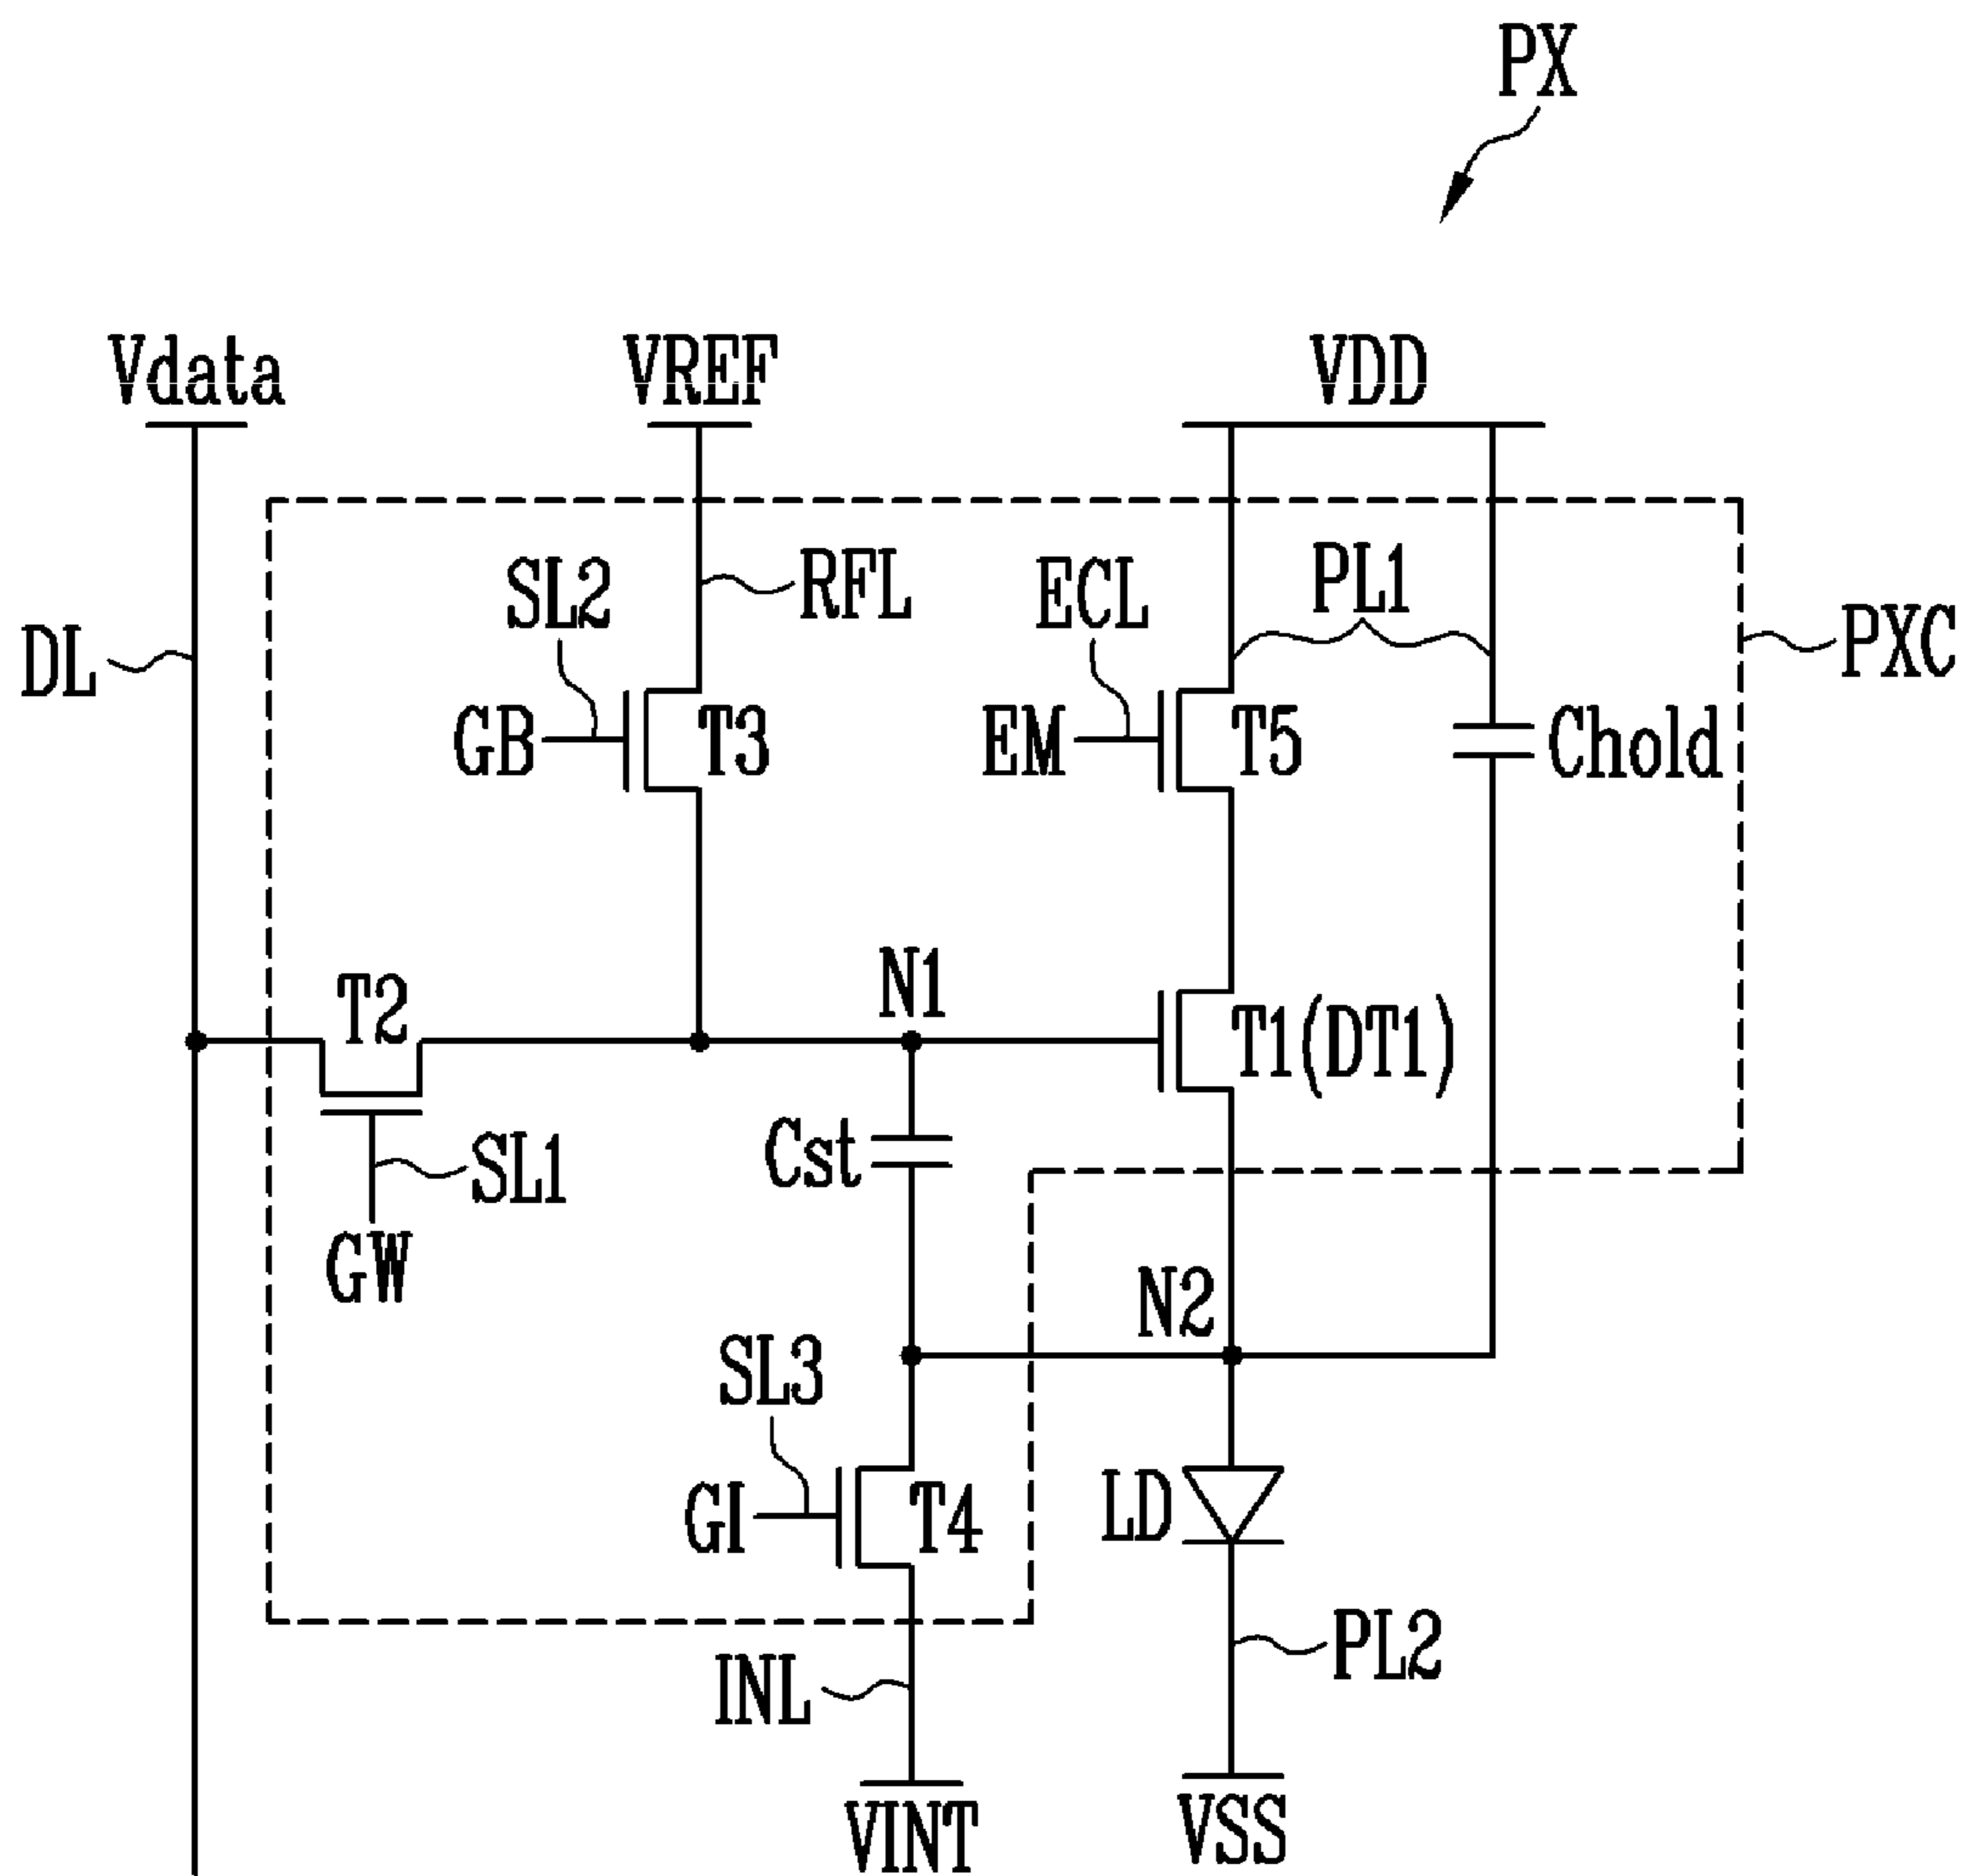 PX
Vdata
VREF
VDD
SL2
RFL
ECL
PL1
DL
PXC
GB
T3
EM
T5
Chold
T2
N1
T1(DT1)
Cst
SL1
GW
N2
SL3
GI
T4
LD
INL
PL2
VINT
VSS